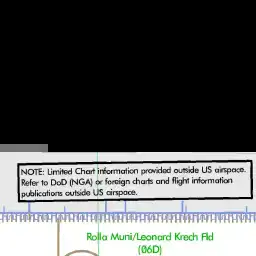 NOTE: Limited Chart information provided outside US airspace.
Refer to DoD (NGA) or foreign charts and flight information
publications outside US airspace.
Rolla Muni/Leonard Krech Fld
(06D)